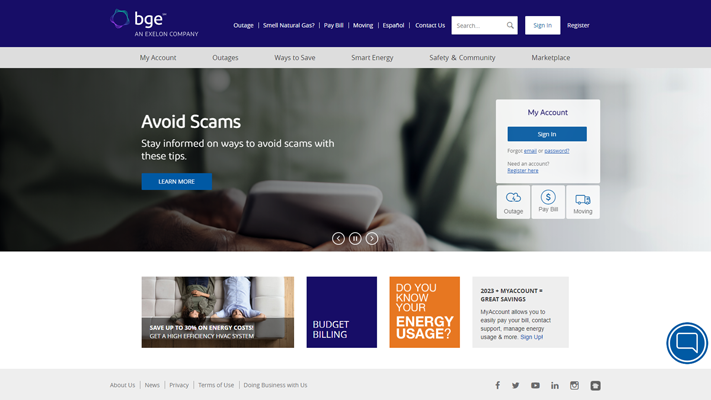 bge
AN EXELON COMPANY
Outage
Smell Natural Gas?
Pay Bill
Moving
Español
Contact Us
Search...
Sign In
Register
My Account
Outages
Ways to Save
Smart Energy
Safety & Community
Marketplace
Avoid Scams
Stay informed on ways to avoid scams with
these tips.
LEARN MORE
My Account
Sign In
Forgot email or password?
Need an account?
Register here
Outage
Pay Bill
Moving
SAVE UP TO 30% ON ENERGY COSTS!
GET A HIGH EFFICIENCY HVAC SYSTEM
BUDGET
BILLING
DO YOU
KNOW
YOUR
ENERGY
USAGE?
2023 + MYACCOUNT =
GREAT SAVINGS
MyAccount allows you to
easily pay your bill, contact
support, manage energy
usage & more. Sign Up!
About Us
News
Privacy
Terms of Use
Doing Business with Us